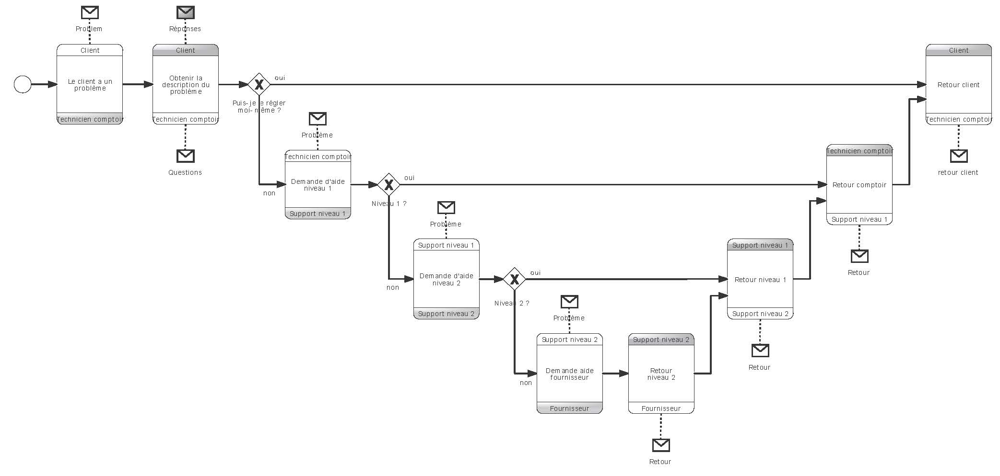 Problem
Client
Le client a un
problème
Technicien comptoir
Réponses
Client
Obtenir la
description du
problème
Technicien comptoir
Questions
oui
Puis-je le régler
moi-même ?
non
Problème
Technicien comptoir
Demande d'aide
niveau 1
Support niveau 1
oui
Niveau 1 ?
non
Problème
Support niveau 1
Demande d'aide
niveau 2
Support niveau 2
oui
Niveau 2 ?
non
Problème
Support niveau 2
Demande aide
fournisseur
Fournisseur
Support niveau 2
Retour
niveau 2
Fournisseur
Retour
Support niveau 1
Retour niveau 1
Support niveau 2
Retour
Technicien comptoir
Retour comptoir
Support niveau 1
Retour
Client
Retour client
Technicien comptoir
retour client